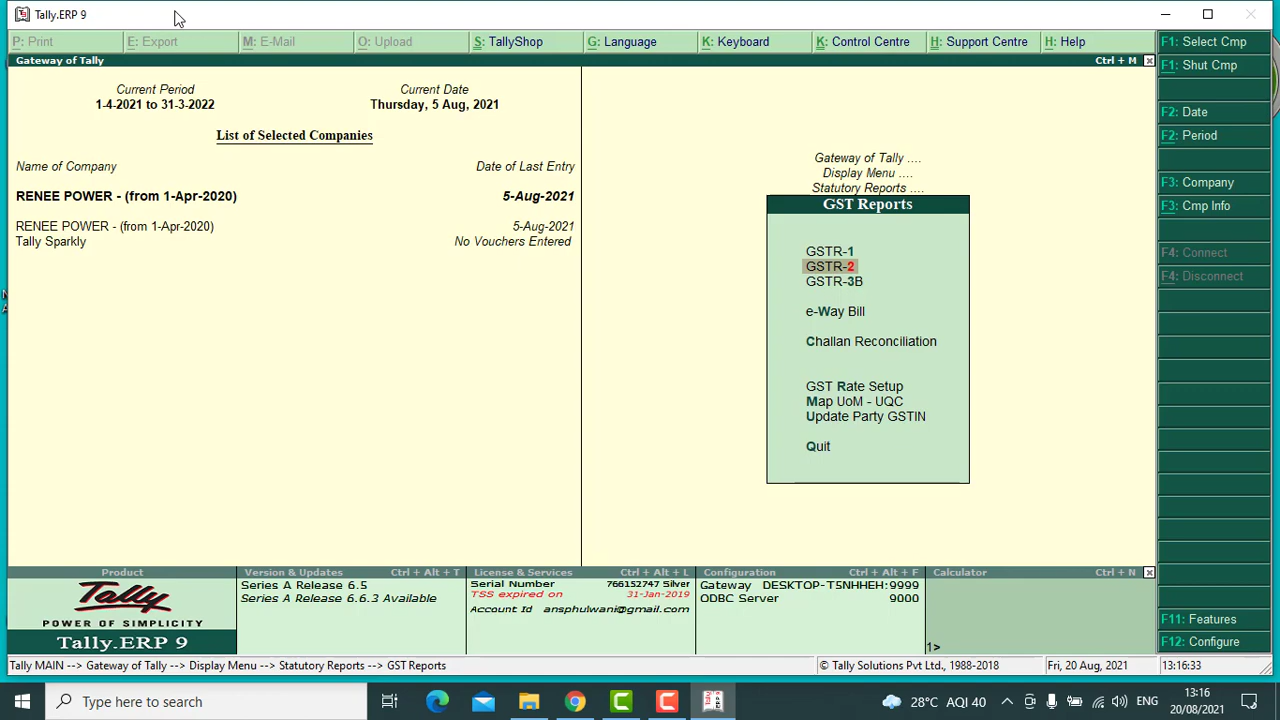 Tally.ERP 9
P: Print
E: Export
M: E-Mail
O: Upload
S: TallyShop
G: Language
K: Keyboard
K: Control Centre
H: Support Centre
H: Help
Gateway of Tally
Ctrl + M
Current Period
1-4-2021 to 31-3-2022
Current Date
Thursday, 5 Aug, 2021
List of Selected Companies
Name of Company
Date of Last Entry
RENEE POWER - (from 1-Apr-2020)
5-Aug-2021
RENEE POWER - (from 1-Apr-2020)
5-Aug-2021
Tally Sparkly
No Vouchers Entered
Gateway of Tally ....
Display Menu ....
Statutory Reports ....
GST Reports
GSTR-1
GSTR-2
GSTR-3B
e-Way Bill
Challan Reconciliation
GST Rate Setup
Map UoM - UQC
Update Party GSTIN
Quit
F1: Select Cmp
F1: Shut Cmp
F2: Date
F2: Period
F3: Company
F3: Cmp Info
F4: Connect
F4: Disconnect
F11: Features
F12: Configure
Product
Tally
POWER OF SIMPLICITY
Tally.ERP 9
Version & Updates
Ctrl + Alt + T
Series A Release 6.5
Series A Release 6.6.3 Available
License & Services
Ctrl + Alt + L
Serial Number
766152747 Silver
TSS expired on
31-Jan-2019
Account Id
ansphulwani@gmail.com
Configuration
Ctrl + Alt + F
Gateway
DESKTOP-T5NHHEH:9999
ODBC Server
9000
Calculator
Ctrl + N
1>
Tally MAIN --> Gateway of Tally --> Display Menu --> Statutory Reports --> GST Reports
© Tally Solutions Pvt Ltd., 1988-2018
Fri, 20 Aug, 2021
13:16:33
Type here to search
28°C AQI 40
ENG
13:16
20/08/2021